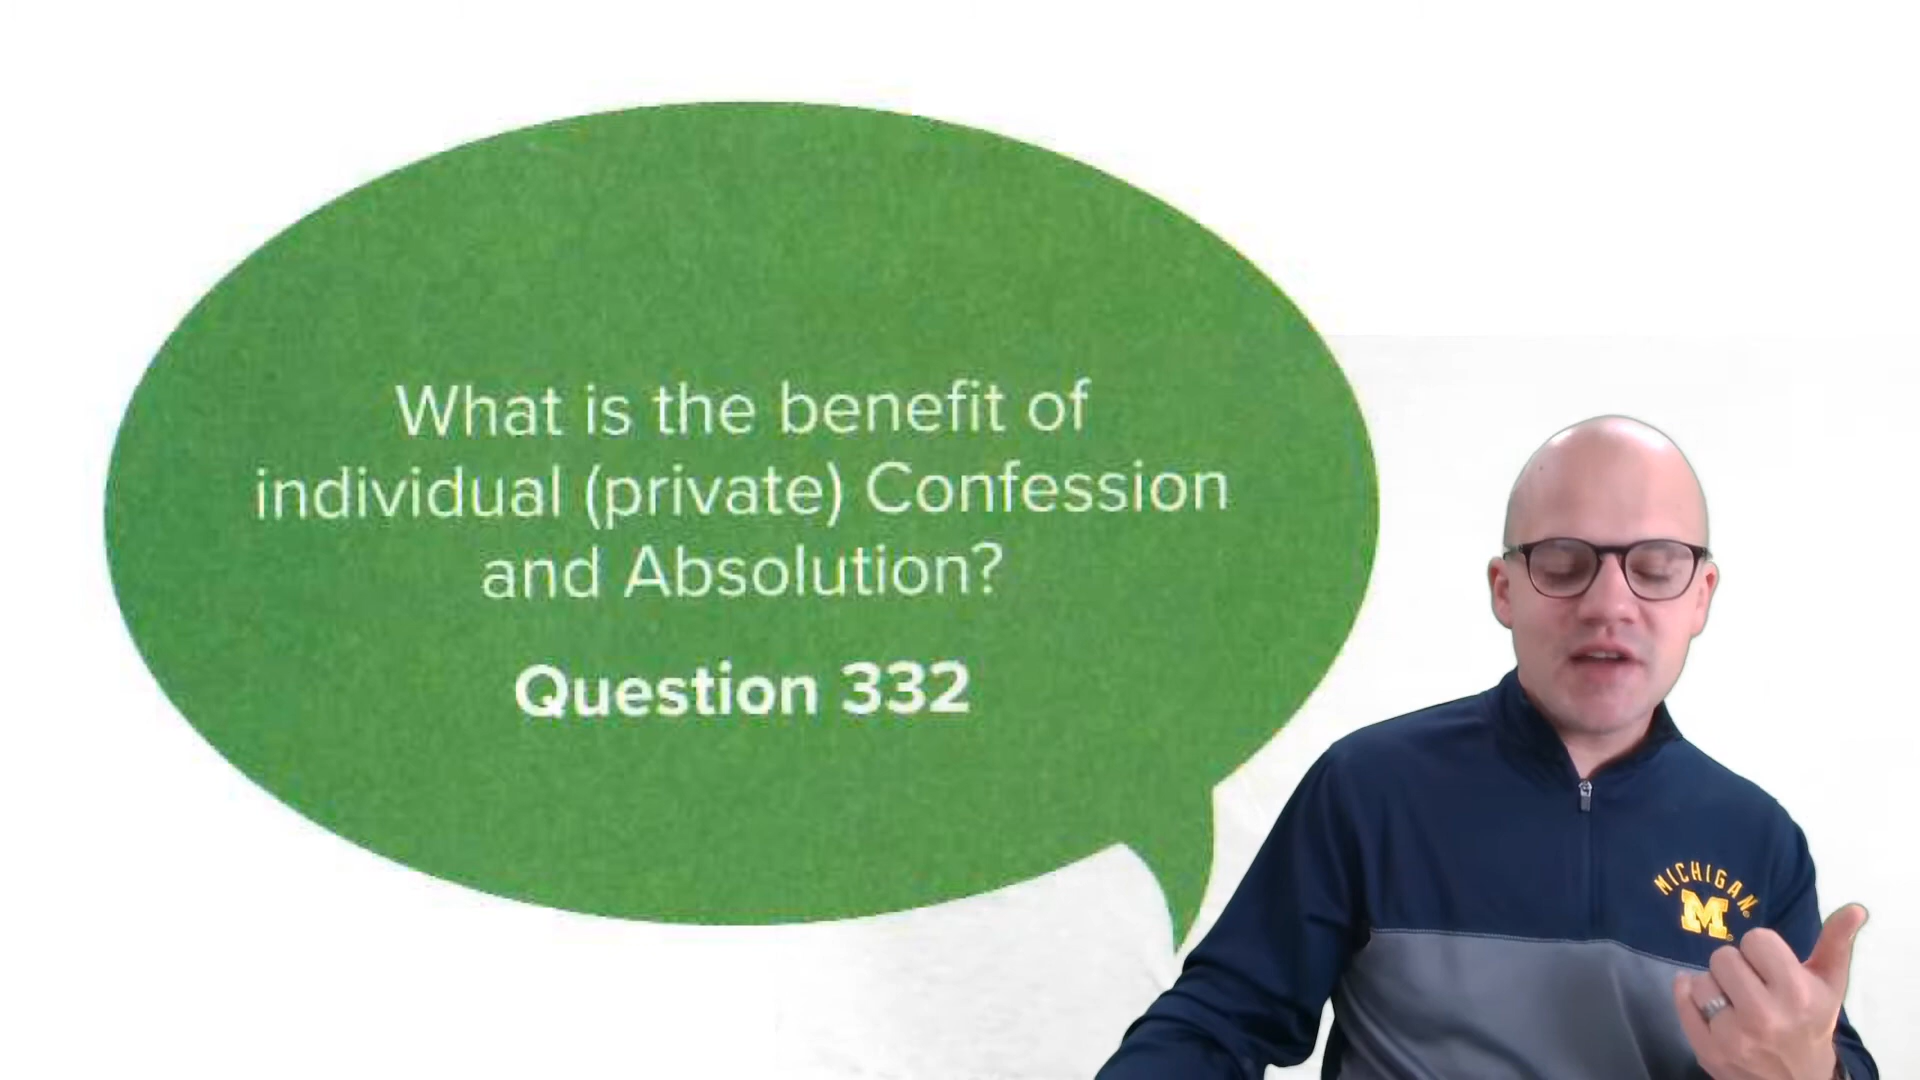 What is the benefit of
individual (private) Confession
and Absolution?
Question 332
MICHIGAN
M